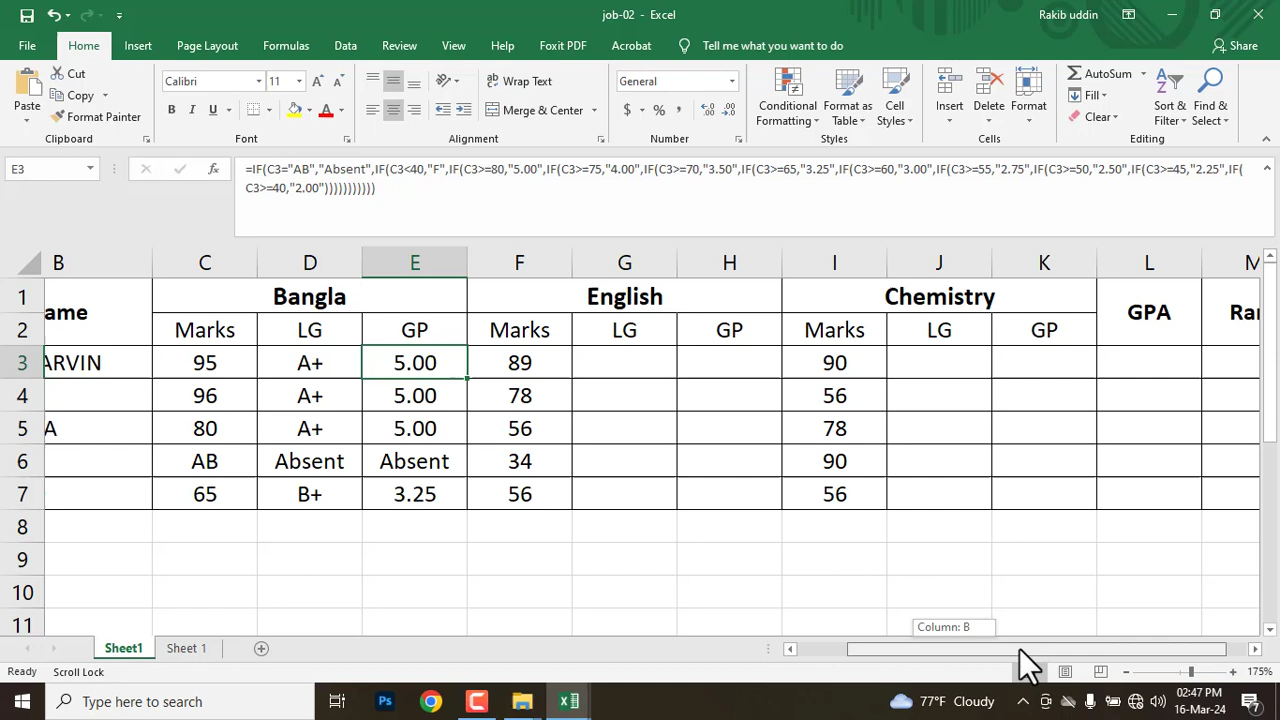 job-02 - Excel
Rakib uddin
File Home Insert Page Layout Formulas Data Review View Help Foxit PDF Acrobat Tell me what you want to do Share
Paste
Cut
Copy
Format Painter
Clipboard
Calibri 11
B I U
Font
Wrap Text
Merge & Center
Alignment
General
$ % ,
Number
Conditional Formatting
Format as Table
Cell Styles
Styles
Insert Delete Format
Cells
AutoSum
Fill
Clear
Sort & Filter
Find & Select
Editing
E3
fx
=IF(C3="AB","Absent",IF(C3<40,"F",IF(C3>=80,"5.00",IF(C3>=75,"4.00",IF(C3>=70,"3.50",IF(C3>=65,"3.25",IF(C3>=60,"3.00",IF(C3>=55,"2.75",IF(C3>=50,"2.50",IF(C3>=45,"2.25",IF(
C3>=40,"2.00")))))))))))
B C D E F G H I J K L M
1 ame Bangla English Chemistry GPA Ran
2 Marks LG GP Marks LG GP Marks LG GP
3 ARVIN 95 A+ 5.00 89 90
4 96 A+ 5.00 78 56
5 A 80 A+ 5.00 56 78
6 AB Absent Absent 34 90
7 65 B+ 3.25 56 56
8
9
10
11
Column: B
Sheet1 Sheet 1
Ready Scroll Lock 175%
Type here to search
Ps
77°F Cloudy
02:47 PM
16-Mar-24
7